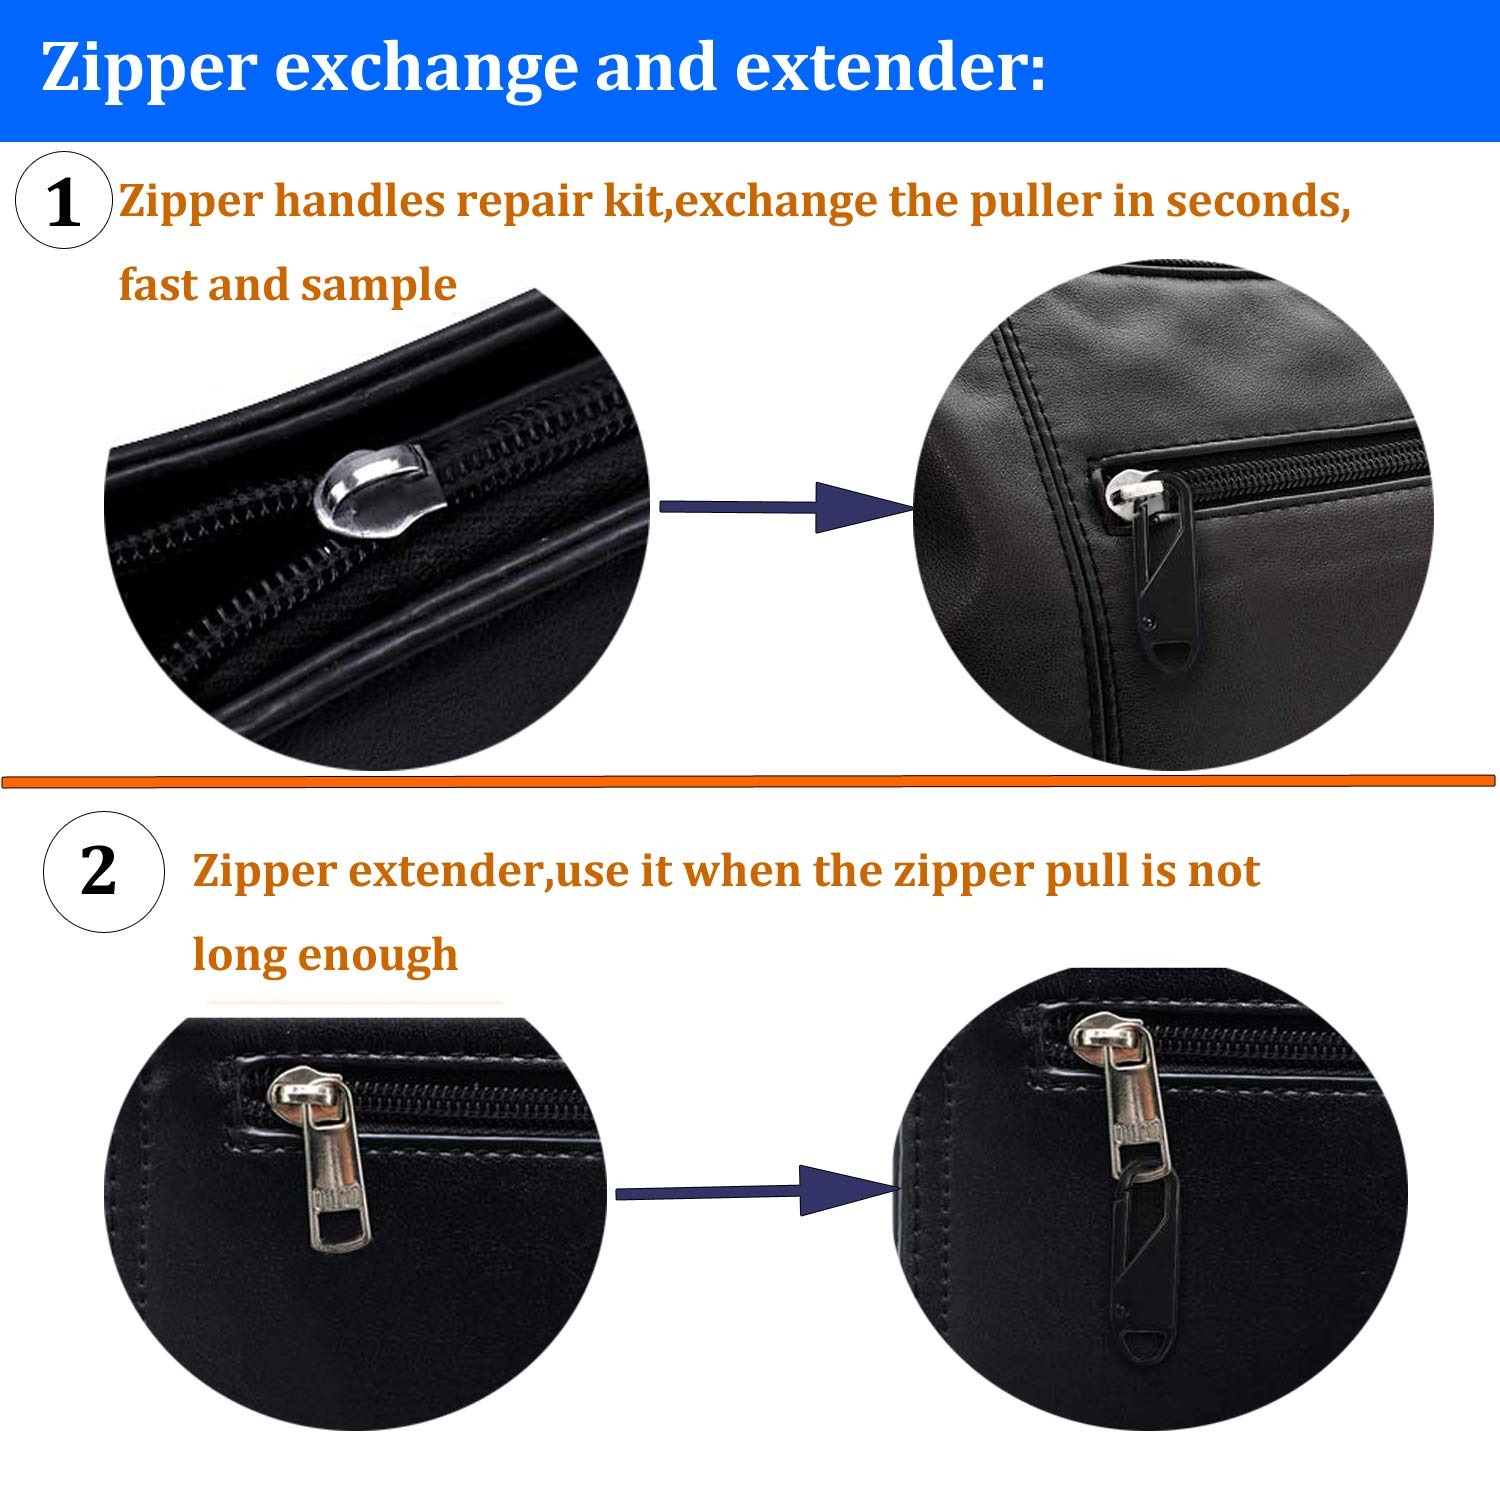 Zipper exchange and extender:
1
Zipper handles repair kit,exchange the puller in seconds,
fast and sample
2
Zipper extender,use it when the zipper pull is not
long enough